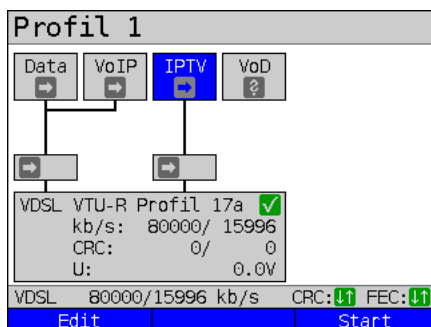 Profil 1
Data VoIP IPTV VoD
?
VDSL VTU-R Profil 17a
kb/s: 80000/ 15996
CRC: 0/ 0
U: 0.0V
VDSL 80000/15996 kb/s CRC: FEC:
Edit Start